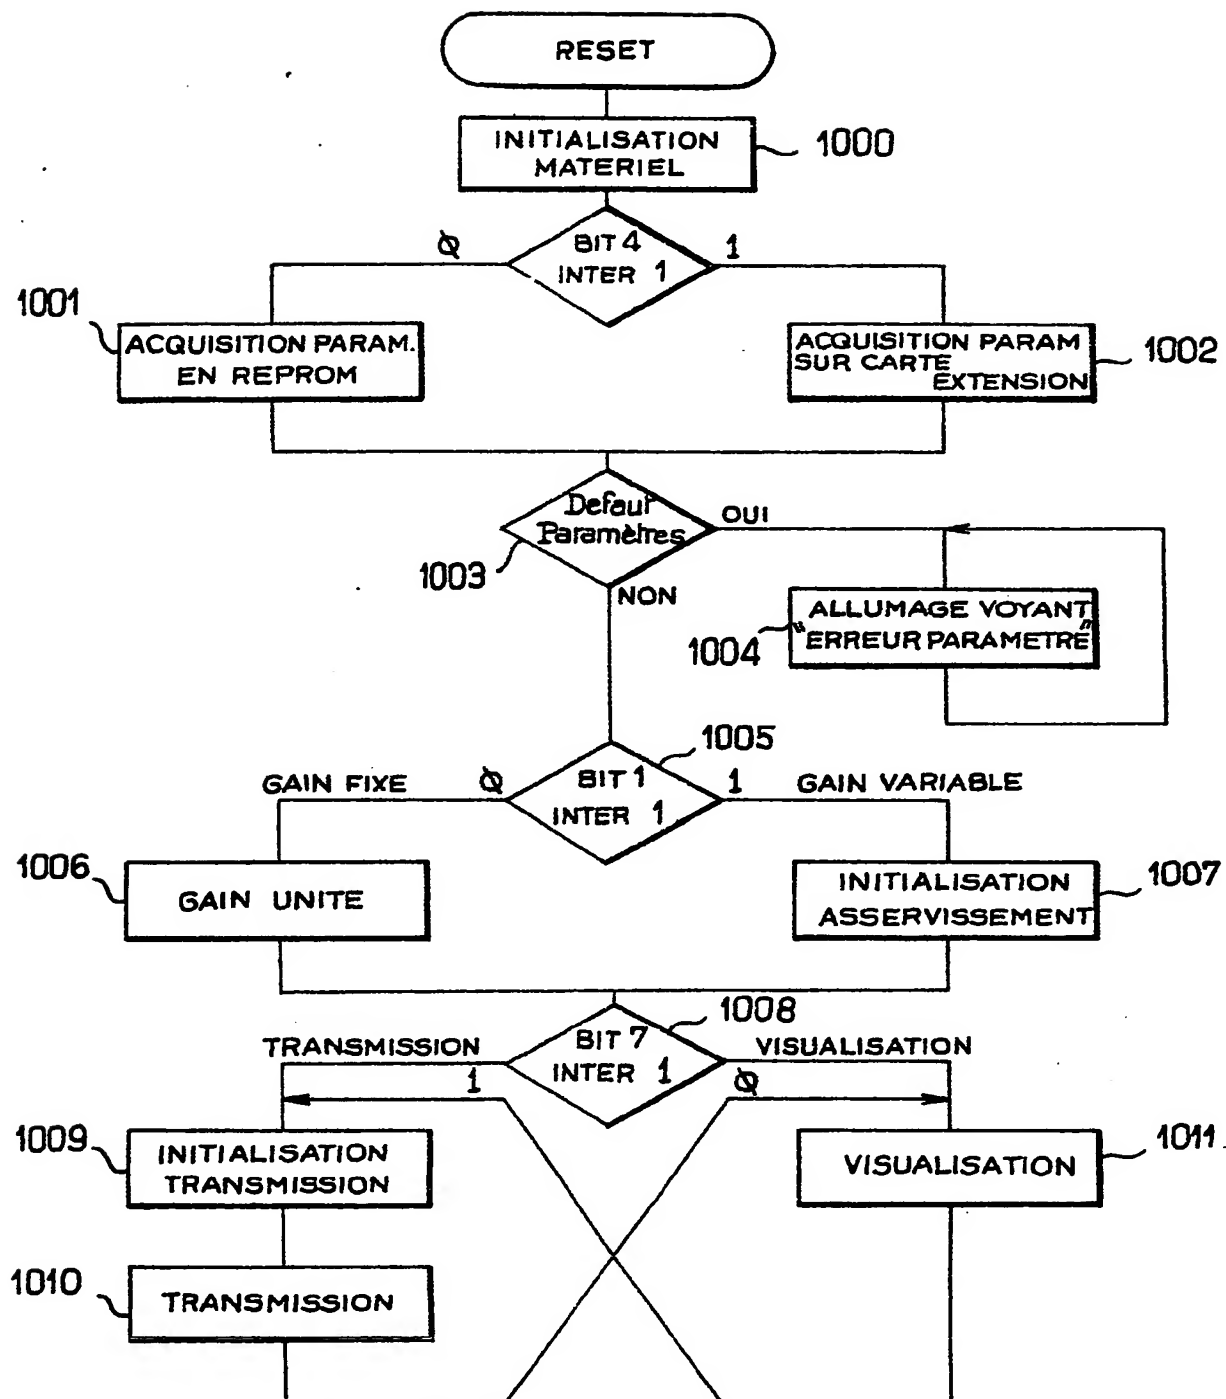 RESET
INITIALISATION
MATERIEL
1000
BIT 4
INTER 1
Ø
1
1001
ACQUISITION PARAM.
EN REPROM
ACQUISITION PARAM
SUR CARTE
EXTENSION
1002
Defaut
Paramètres
OUI
1003
NON
ALLUMAGE VOYANT
"ERREUR PARAMETRE"
1004
1005
GAIN FIXE
Ø
BIT 1
INTER 1
1
GAIN VARIABLE
1006
GAIN UNITE
INITIALISATION
ASSERVISSEMENT
1007
1008
TRANSMISSION
1
BIT 7
INTER 1
VISUALISATION
Ø
1009
INITIALISATION
TRANSMISSION
VISUALISATION
1011
1010
TRANSMISSION